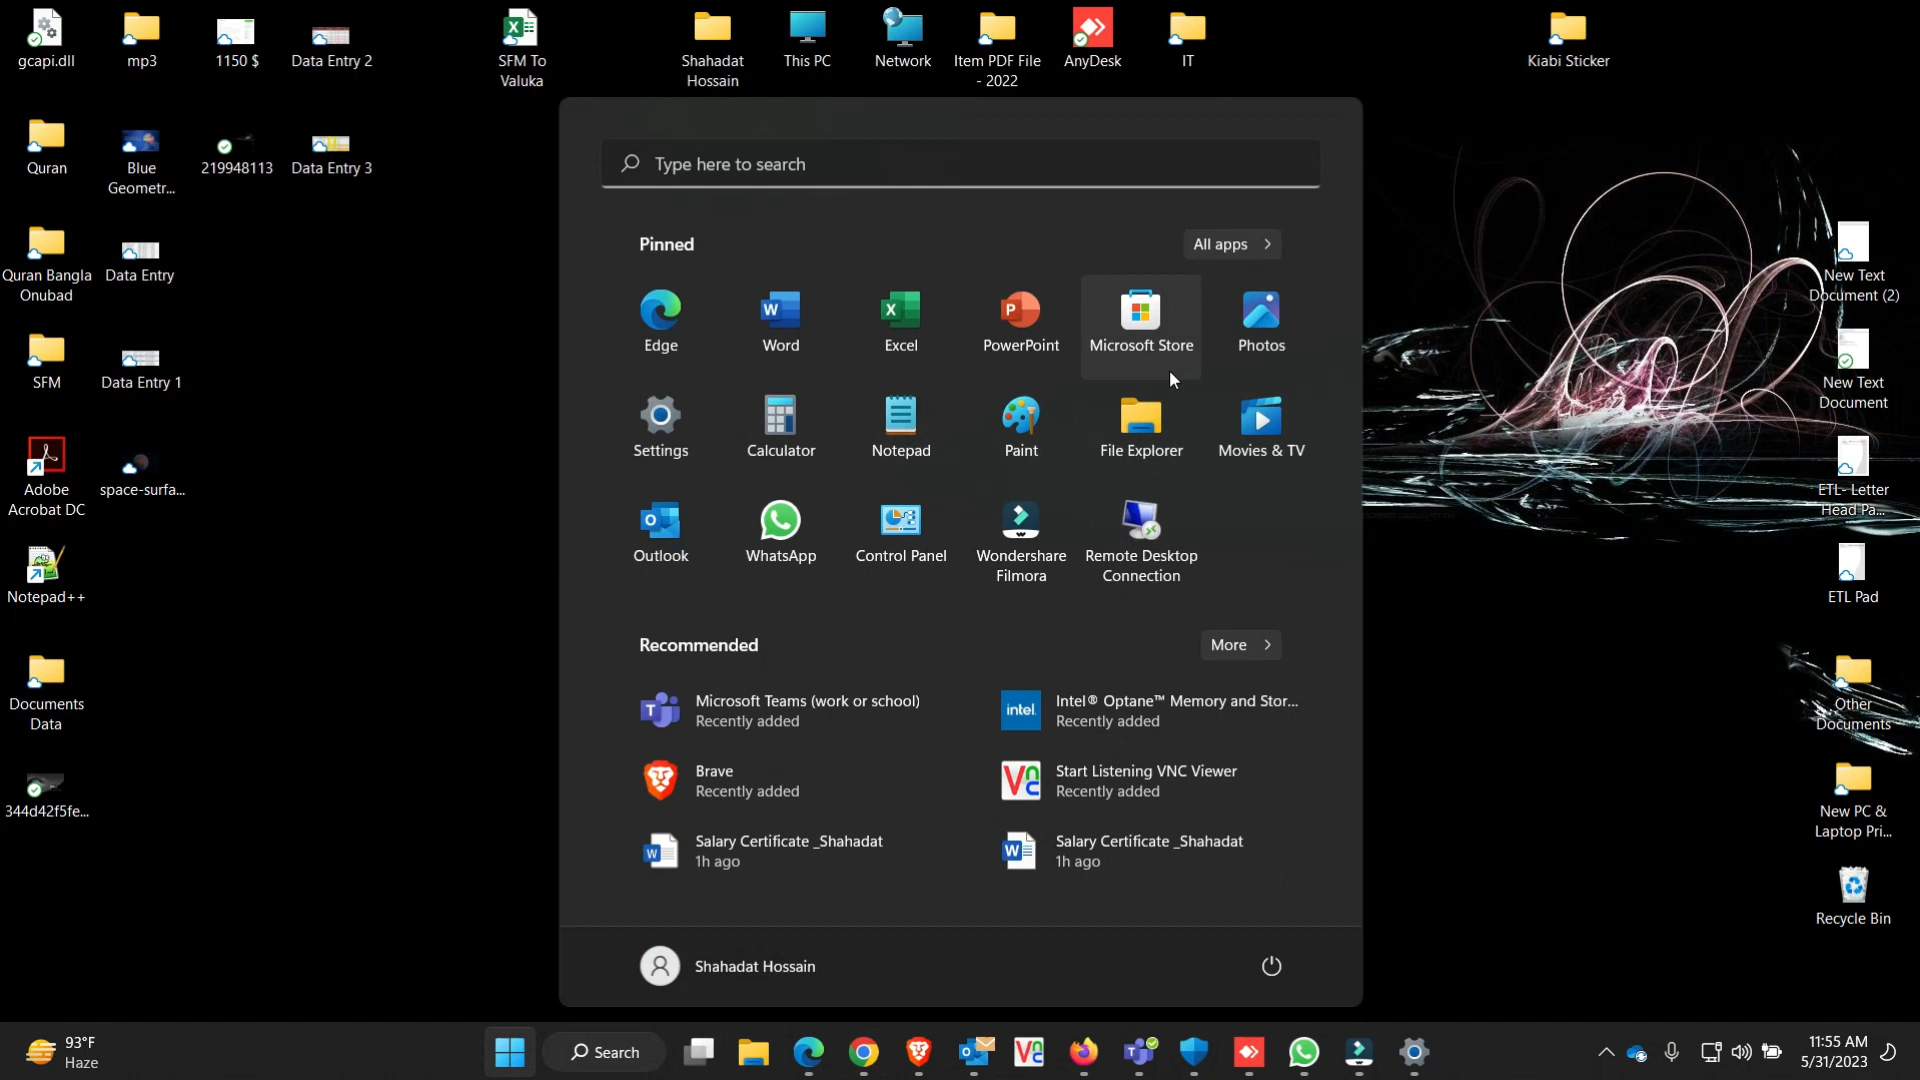 gcapi.dll
mp3
1150 $
Data Entry 2
SFM To
Valuka
Shahadat
Hossain
This PC
Network
Item PDF File
- 2022
AnyDesk
IT
Kiabi Sticker
Quran
Blue
Geometr...
219948113
Data Entry 3
Quran Bangla
Onubad
Data Entry
SFM
Data Entry 1
Adobe
Acrobat DC
space-surfa...
Notepad++
Documents
Data
344d42f5fe...
Type here to search
Pinned
All apps
Edge
Word
Excel
PowerPoint
Microsoft Store
Photos
Settings
Calculator
Notepad
Paint
File Explorer
Movies & TV
Outlook
WhatsApp
Control Panel
Wondershare
Filmora
Remote Desktop
Connection
Recommended
More
Microsoft Teams (work or school)
Recently added
intel.
Intel® Optane™ Memory and Stor...
Recently added
Brave
Recently added
Start Listening VNC Viewer
Recently added
Salary Certificate _Shahadat
1h ago
Salary Certificate _Shahadat
1h ago
Shahadat Hossain
New Text
Document (2)
New Text
Document
ETL- Letter
Head Pa...
ETL Pad
Other
Documents
New PC &
Laptop Pri...
Recycle Bin
93°F
Haze
Search
11:55 AM
5/31/2023